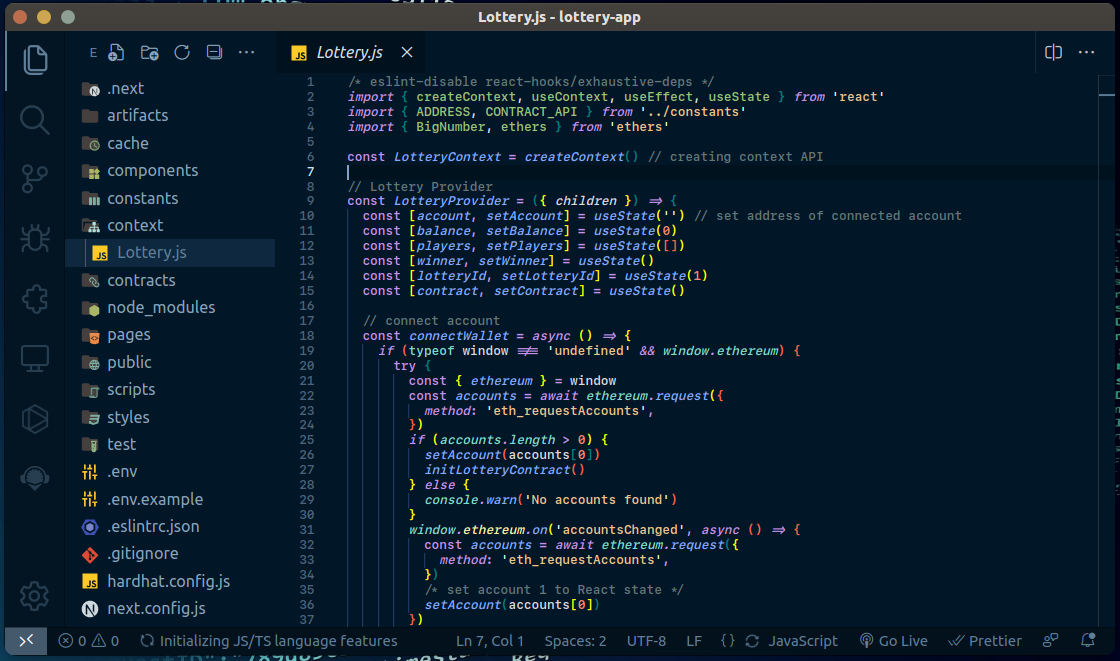 Lottery.js - lottery-app
E
JS Lottery.js
.next
artifacts
cache
components
constants
context
JS Lottery.js
contracts
node_modules
pages
public
scripts
styles
test
.env
.env.example
.eslintrc.json
.gitignore
JS hardhat.config.js
N next.config.js
1 /* eslint-disable react-hooks/exhaustive-deps */
2 import { createContext, useContext, useEffect, useState } from 'react'
3 import { ADDRESS, CONTRACT_API } from '../constants'
4 import { BigNumber, ethers } from 'ethers'
5
6 const LotteryContext = createContext() // creating context API
7
8 // Lottery Provider
9 const LotteryProvider = ({ children }) => {
10 const [account, setAccount] = useState('') // set address of connected account
11 const [balance, setBalance] = useState(0)
12 const [players, setPlayers] = useState([])
13 const [winner, setWinner] = useState()
14 const [lotteryId, setLotteryId] = useState(1)
15 const [contract, setContract] = useState()
16
17 // connect account
18 const connectWallet = async () => {
19 if (typeof window !== 'undefined' && window.ethereum) {
20 try {
21 const { ethereum } = window
22 const accounts = await ethereum.request({
23 method: 'eth_requestAccounts',
24 })
25 if (accounts.length > 0) {
26 setAccount(accounts[0])
27 initLotteryContract()
28 } else {
29 console.warn('No accounts found')
30 }
31 window.ethereum.on('accountsChanged', async () => {
32 const accounts = await ethereum.request({
33 method: 'eth_requestAccounts',
34 })
35 /* set account 1 to React state */
36 setAccount(accounts[0])
37 })
0 0 Initializing JS/TS language features Ln 7, Col 1 Spaces: 2 UTF-8 LF {} JavaScript Go Live Prettier